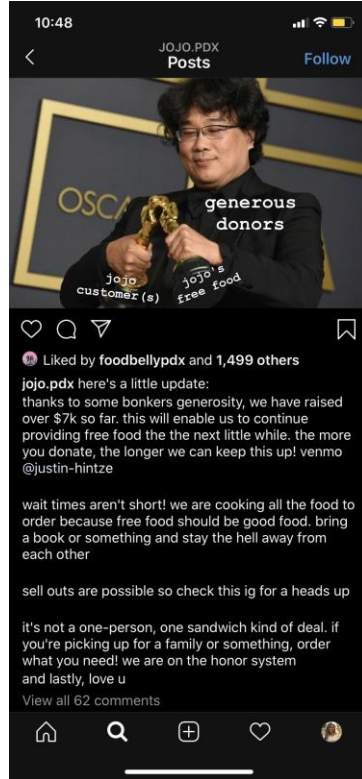 10:48
JOJO.PDX
Posts
Follow
OSCA
generous
donors
jojo
customer(s)
jojo's
free food
Liked by foodbellypdx and 1,499 others
jojo.pdx here's a little update:
thanks to some bonkers generosity, we have raised
over $7k so far. this will enable us to continue
providing free food the the next little while. the more
you donate, the longer we can keep this up! venmo
@justin-hintze
wait times aren't short! we are cooking all the food to
order because free food should be good food. bring
a book or something and stay the hell away from
each other
sell outs are possible so check this ig for a heads up
it's not a one-person, one sandwich kind of deal. if
you're picking up for a family or something, order
what you need! we are on the honor system
and lastly, love u
View all 62 comments